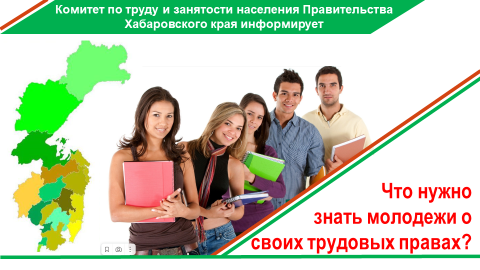 Комитет по труду и занятости населения Правительства
Хабаровского края информирует
Что нужно
знать молодежи о
своих трудовых правах?